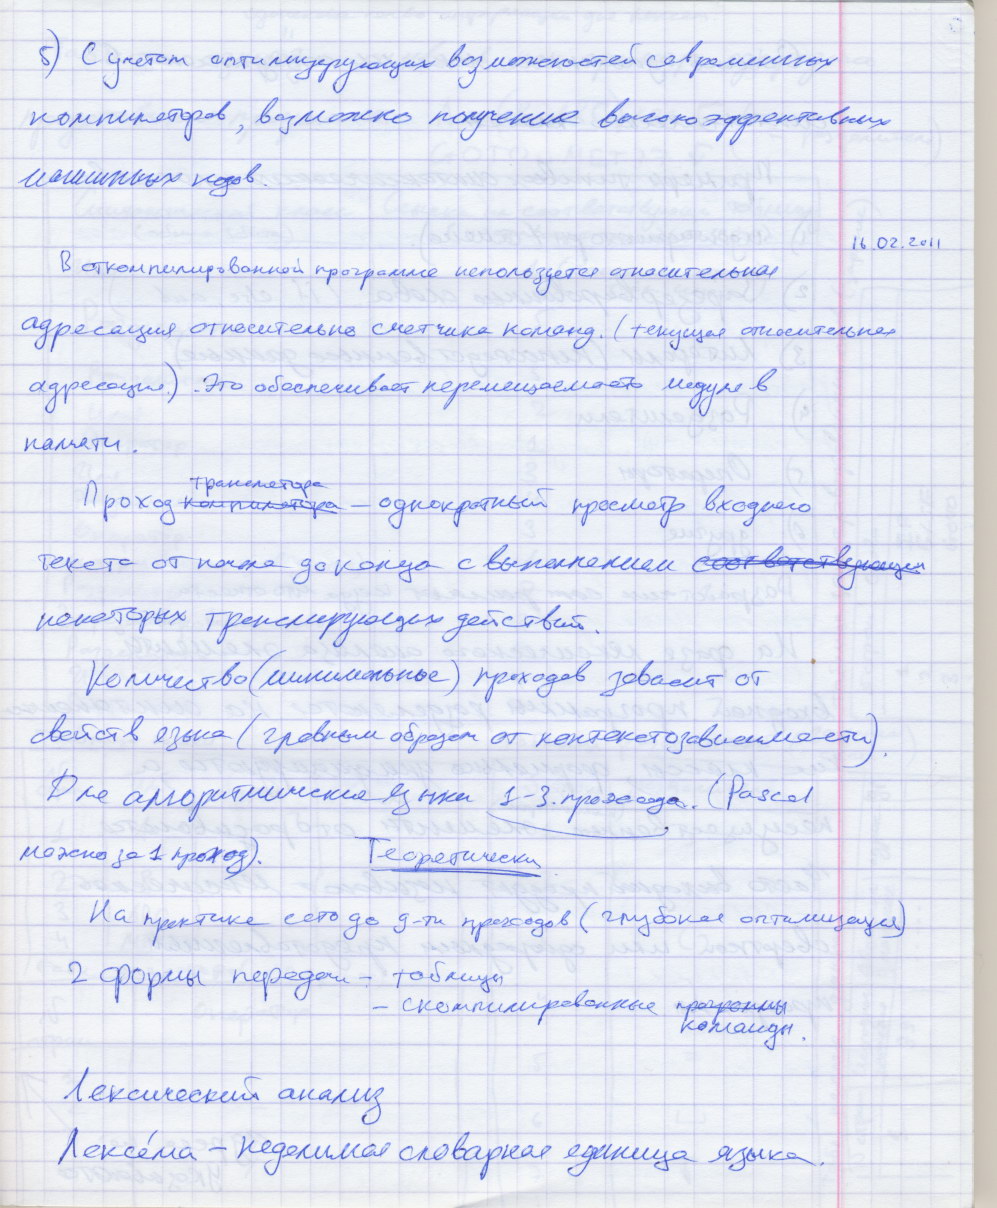 5) С учетом оптимизирующих возможностей современных
компиляторов, возможно получение высокоэффективных
машинных кодов.
16.02.2011
В откомпилированной программе используется относительная
адресация относительно счетчика команд. (текущая относительная
адресация). Это обеспечивает перемещаемость модуля в
памяти.
транслятора
Проход компилятора – однократный просмотр входного
текста от начала до конца с выполнением соответствующих
некоторых транслирующих действий.
Количество (минимальное) проходов зависит от
свойств языка (главным образом от контекстозависимости).
Для алгоритмических языка 1-3 прохода. (Pascal
можно за 1 проход). Теоретически
На практике до д-ти проходов (глубокая оптимизация)
2 формы передачи – таблицы
– скомпилированные программы
команды.
Лексический анализ
Лексе́ма – неделимая словарная единица языка.